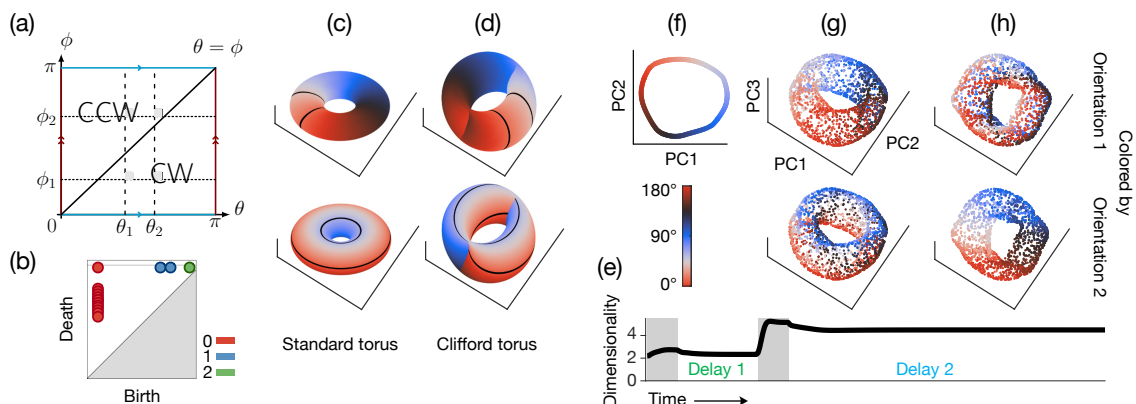 (a)
ϕ
θ = ϕ
π
CCW
ϕ₂
CW
ϕ₁
0
θ₁
θ₂
π
θ
(b)
Death
Birth
0
1
2
(c)
Standard torus
(d)
Clifford torus
(f)
PC2
PC1
180°
90°
0°
(g)
PC3
PC1
PC2
(h)
Orientation 1
Orientation 2
Colored by
(e)
Dimensionality
4
2
0
Delay 1
Delay 2
Time